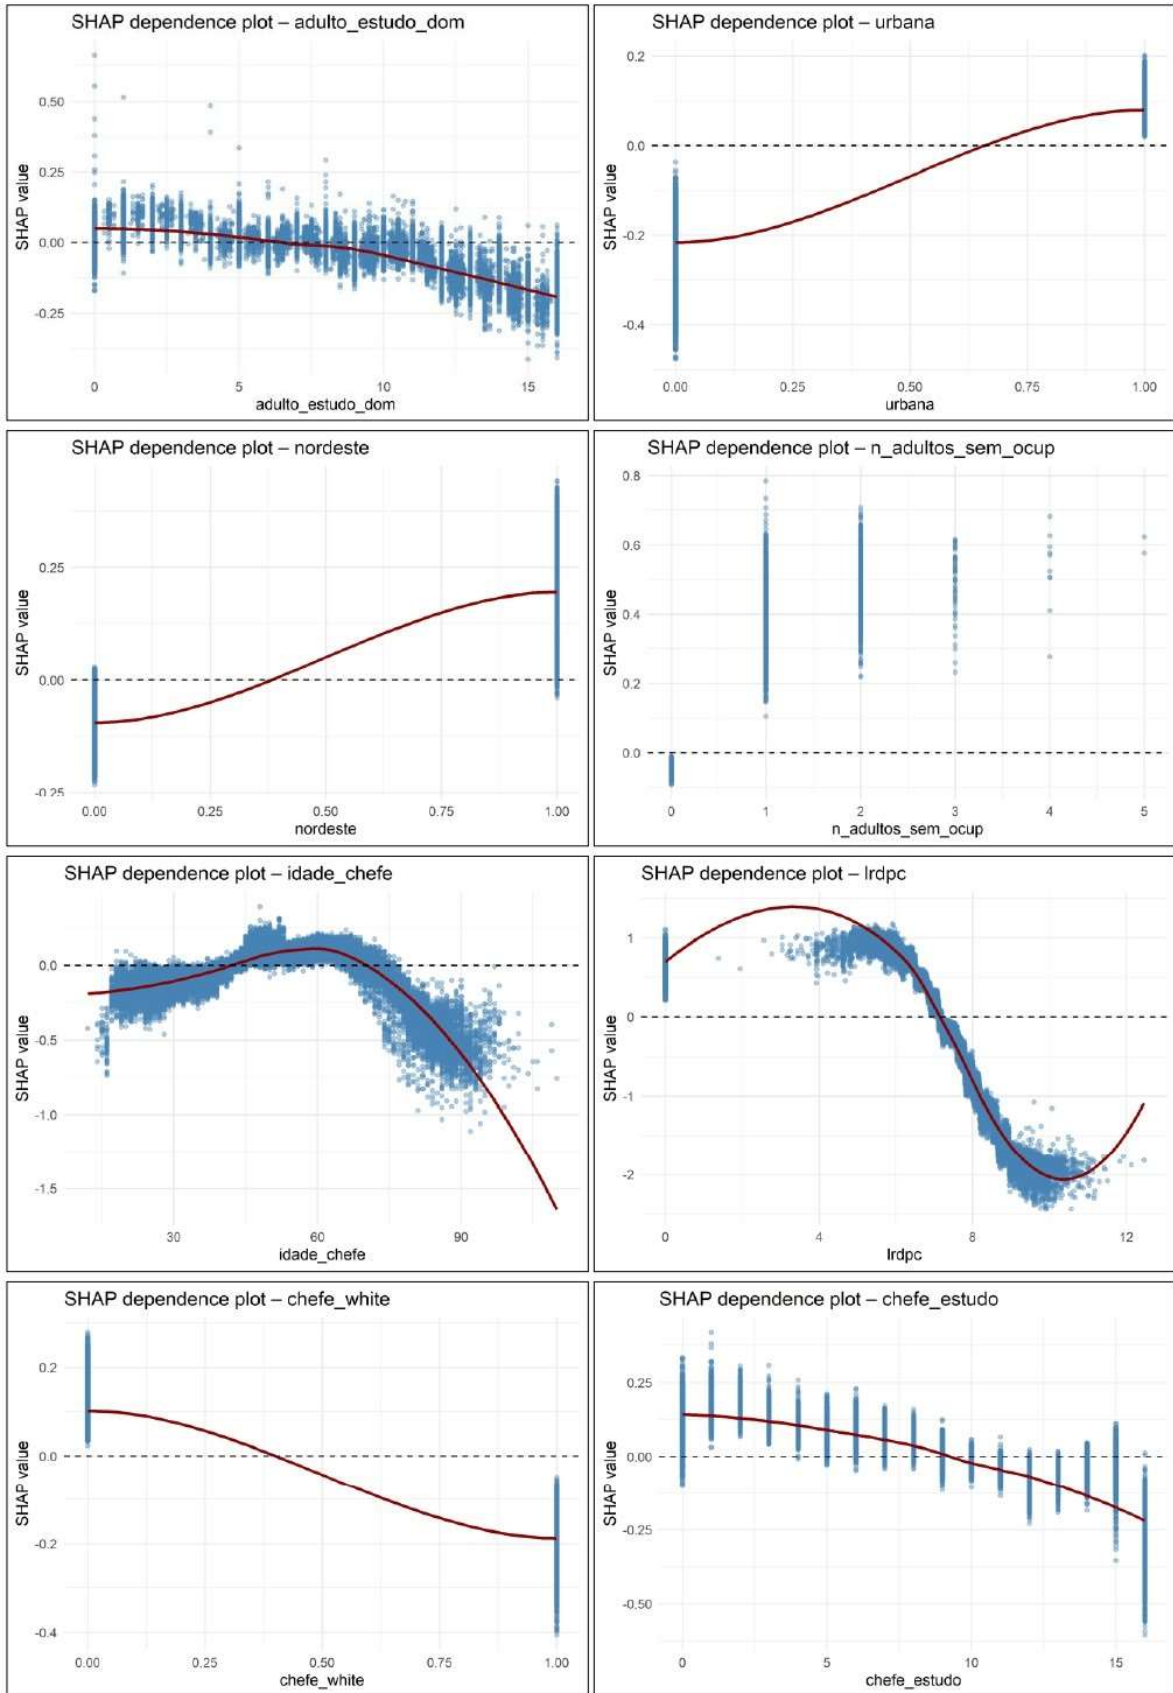 SHAP dependence plot – adulto_estudo_dom
SHAP value
0.50
0.25
0.00
-0.25
0
5
10
15
adulto_estudo_dom
SHAP dependence plot – urbana
SHAP value
0.2
0.0
-0.2
-0.4
0.00
0.25
0.50
0.75
1.00
urbana
SHAP dependence plot – nordeste
SHAP value
0.25
0.00
-0.25
0.00
0.25
0.50
0.75
1.00
nordeste
SHAP dependence plot – n_adultos_sem_ocup
SHAP value
0.8
0.6
0.4
0.2
0.0
0
1
2
3
4
5
n_adultos_sem_ocup
SHAP dependence plot – idade_chefe
SHAP value
0.0
-0.5
-1.0
-1.5
30
60
90
idade_chefe
SHAP dependence plot – lrdpc
SHAP value
1
0
-1
-2
0
4
8
12
lrdpc
SHAP dependence plot – chefe_white
SHAP value
0.2
0.0
-0.2
-0.4
0.00
0.25
0.50
0.75
1.00
chefe_white
SHAP dependence plot – chefe_estudo
SHAP value
0.25
0.00
-0.25
-0.50
0
5
10
15
chefe_estudo